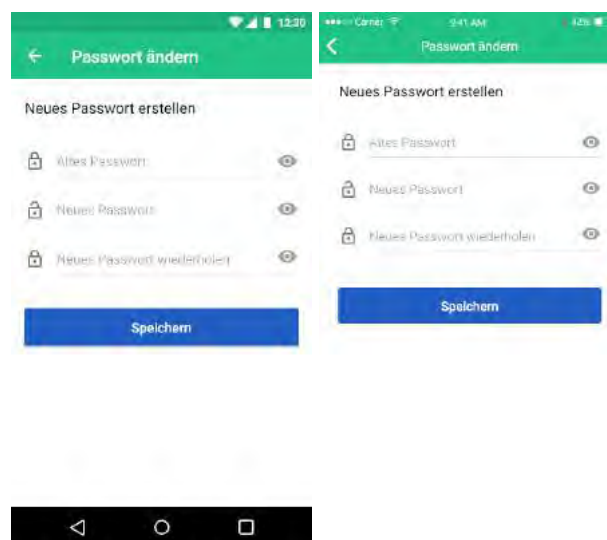 12:30
Passwort ändern
Neues Passwort erstellen
Altes Passwort
Neues Passwort
Neues Passwort wiederholen
Speichern
Carrier
9:41 AM
42%
Passwort ändern
Neues Passwort erstellen
Altes Passwort
Neues Passwort
Neues Passwort wiederholen
Speichern